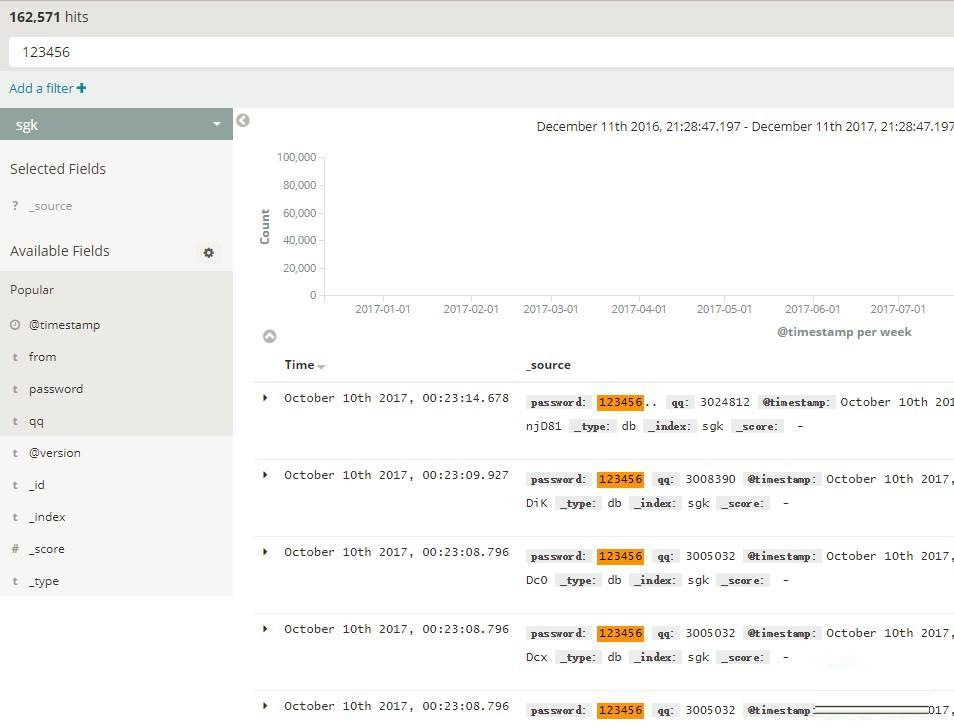 162,571 hits
123456
Add a filter
sgk
December 11th 2016, 21:28:47.197 - December 11th 2017, 21:28:47.197
Selected Fields
? _source
Available Fields
Popular
@timestamp
t from
t password
t qq
t @version
t _id
t _index
# _score
t _type
Count
100,000
80,000
60,000
40,000
20,000
0
2017-01-01 2017-02-01 2017-03-01 2017-04-01 2017-05-01 2017-06-01 2017-07-01
@timestamp per week
Time _source
October 10th 2017, 00:23:14.678 password: 123456.. qq: 3024812 @timestamp: October 10th 201
njD81 _type: db _index: sgk _score: -
October 10th 2017, 00:23:09.927 password: 123456 qq: 3008390 @timestamp: October 10th 2017,
DiK _type: db _index: sgk _score: -
October 10th 2017, 00:23:08.796 password: 123456 qq: 3005032 @timestamp: October 10th 2017,
Dc0 _type: db _index: sgk _score: -
October 10th 2017, 00:23:08.796 password: 123456 qq: 3005032 @timestamp: October 10th 2017,
Dcx _type: db _index: sgk _score: -
October 10th 2017, 00:23:08.796 password: 123456 qq: 3005032 @timestamp: 017,